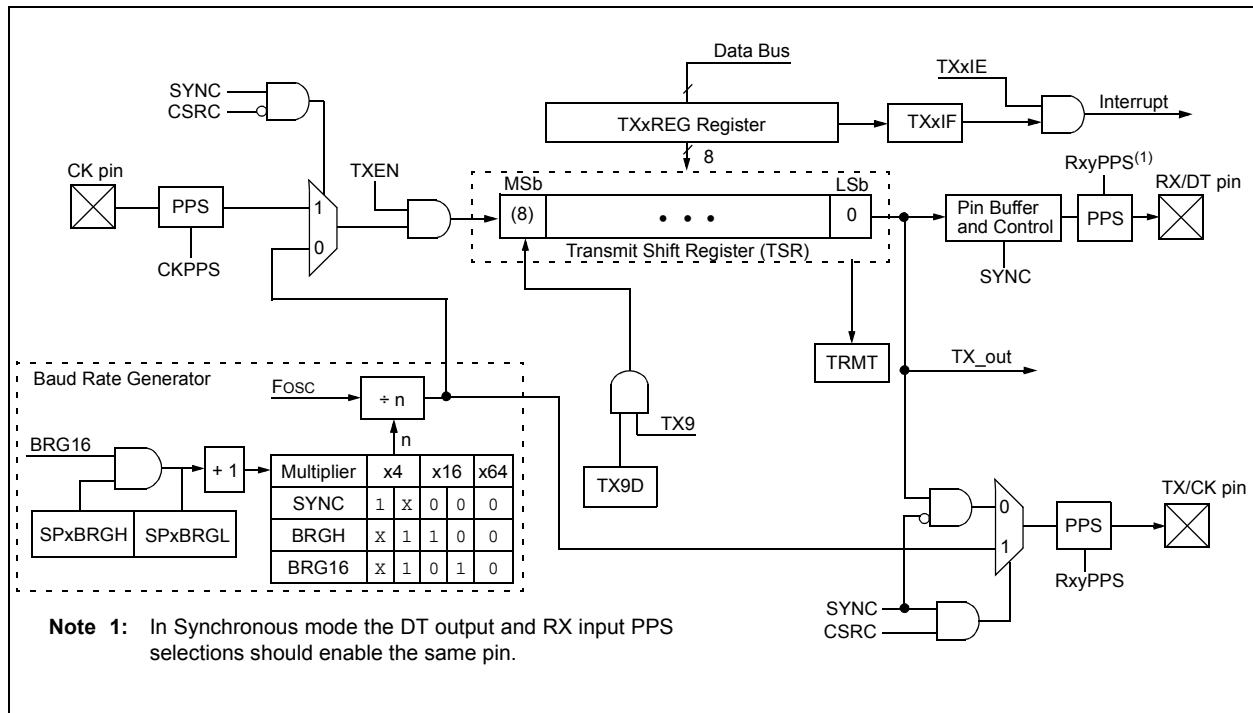 Data Bus
TXxIE
SYNC
CSRC
Interrupt
TXxREG Register
TXxIF
8
RxyPPS(1)
CK pin
TXEN
MSb
LSb
RX/DT pin
PPS
1
(8)
• • •
0
Pin Buffer
and Control
PPS
0
Transmit Shift Register (TSR)
CKPPS
SYNC
TRMT
TX_out
Baud Rate Generator
FOSC
÷ n
n
TX9
BRG16
+ 1
Multiplier x4 x16 x64
TX9D
SYNC 1 X 0 0 0
BRGH X 1 1 0 0
BRG16 X 1 0 1 0
SPxBRGH SPxBRGL
TX/CK pin
0
PPS
1
RxyPPS
SYNC
CSRC
Note 1: In Synchronous mode the DT output and RX input PPS
selections should enable the same pin.